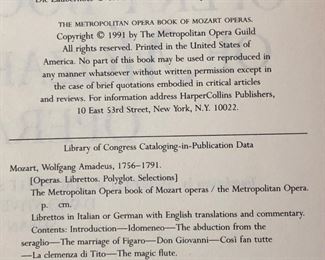 THE METROPOLITAN OPERA BOOK OF MOZART OPERAS.
Copyright © 1991 by The Metropolitan Opera Guild
All rights reserved. Printed in the United States of
America. No part of this book may be used or reproduced in
any manner whatsoever without written permission except in
the case of brief quotations embodied in critical articles
and reviews. For information address HarperCollins Publishers,
10 East 53rd Street, New York, N.Y. 10022.
Library of Congress Cataloging-in-Publication Data
Mozart, Wolfgang Amadeus, 1756–1791.
[Operas. Librettos. Polyglot. Selections]
The Metropolitan Opera book of Mozart operas / the Metropolitan Opera.
p. cm.
Librettos in Italian or German with English translations and commentary.
Contents: Introduction—Idomeneo—The abduction from the
seraglio—The marriage of Figaro—Don Giovanni—Così fan tutte
—La clemenza di Tito—The magic flute.